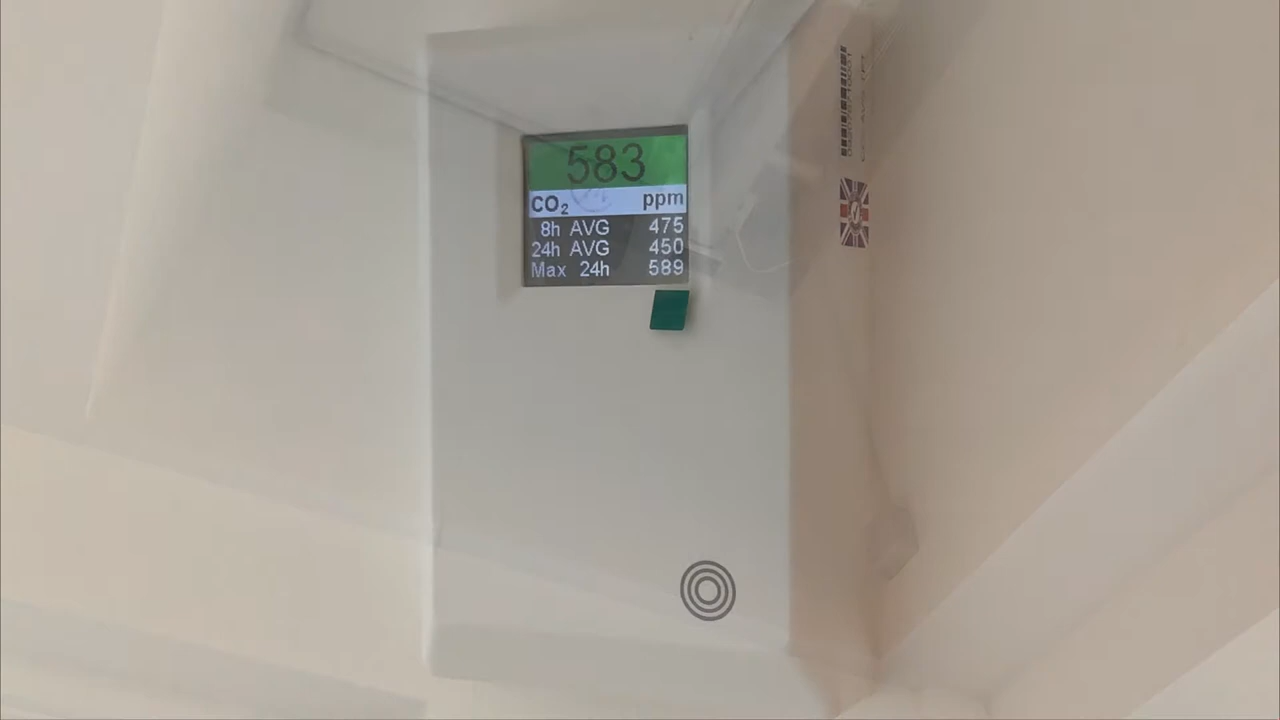 583
CO₂ ppm
8h AVG 475
24h AVG 450
Max 24h 589